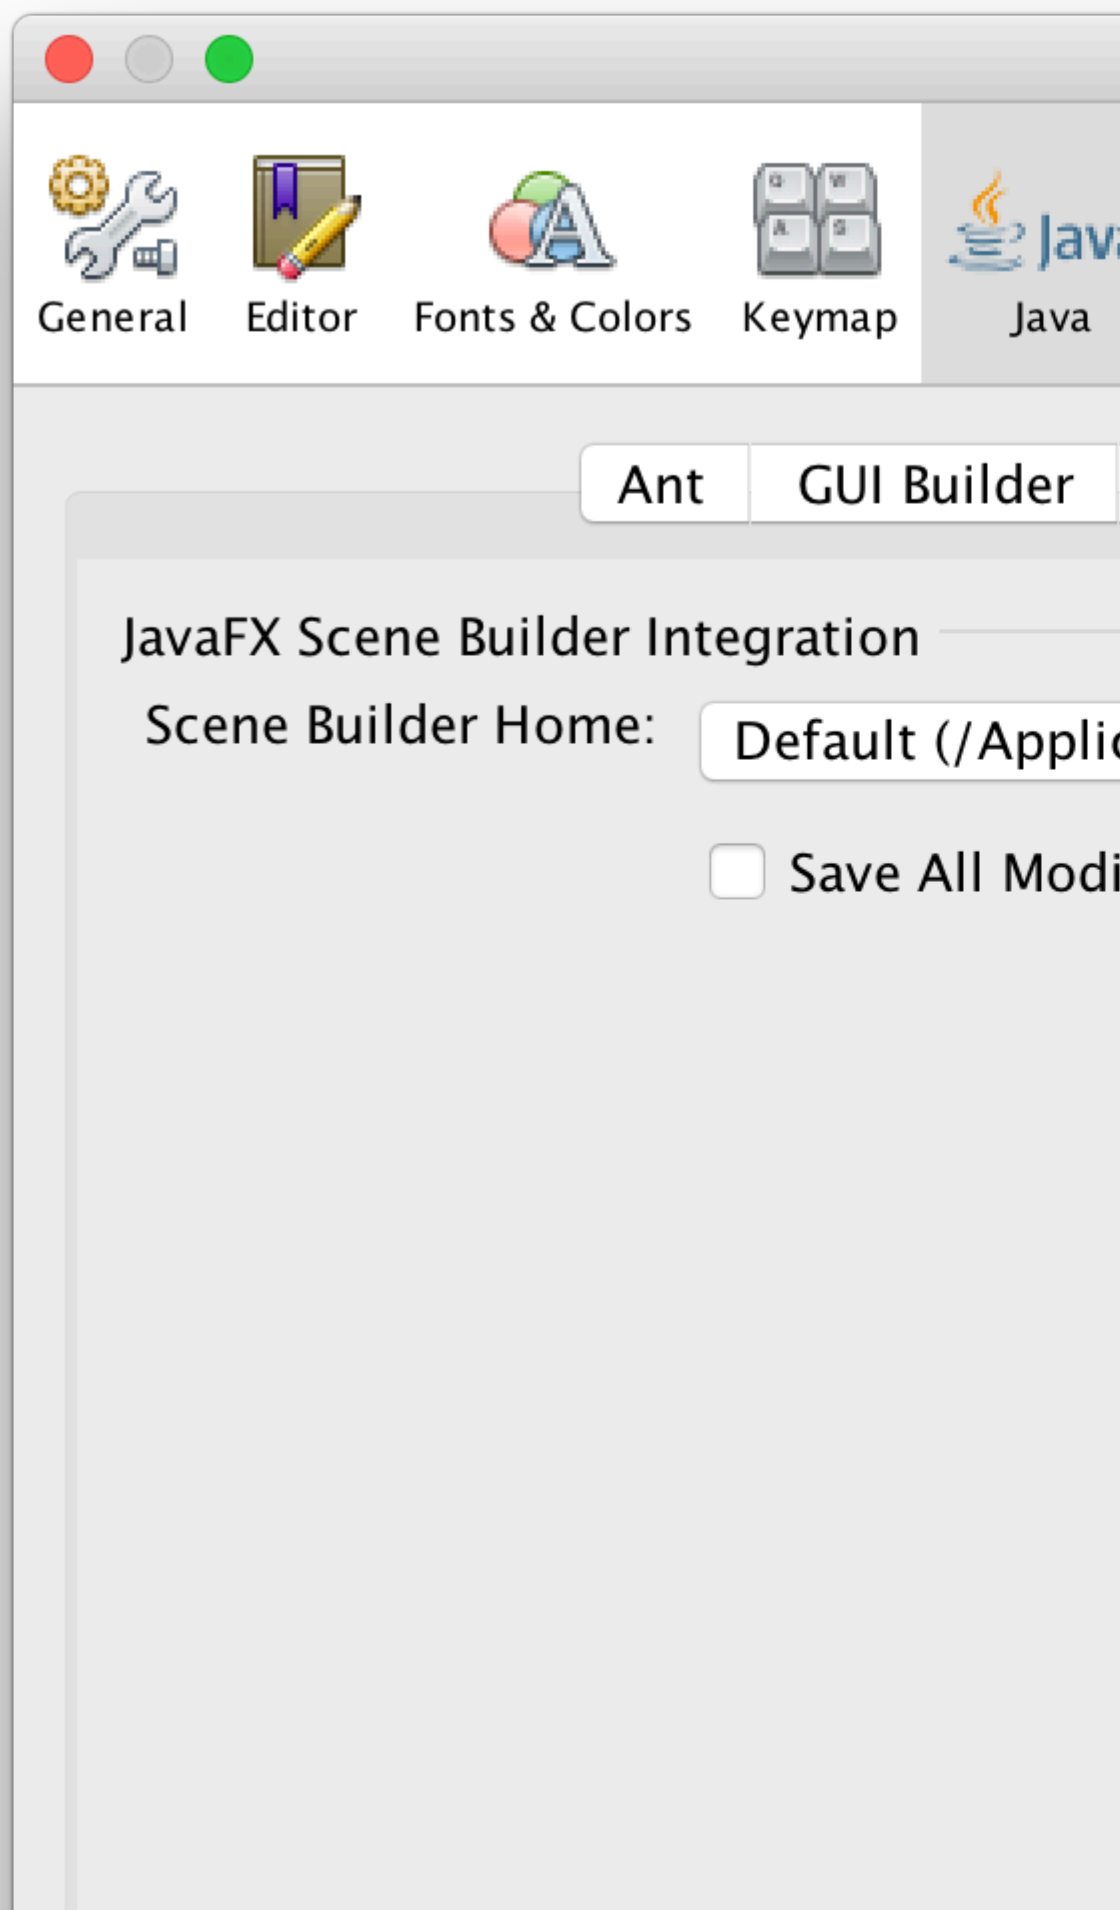 General Editor Fonts & Colors Keymap Java
Ant GUI Builder
JavaFX Scene Builder Integration
Scene Builder Home: Default (/Applic
Save All Modi